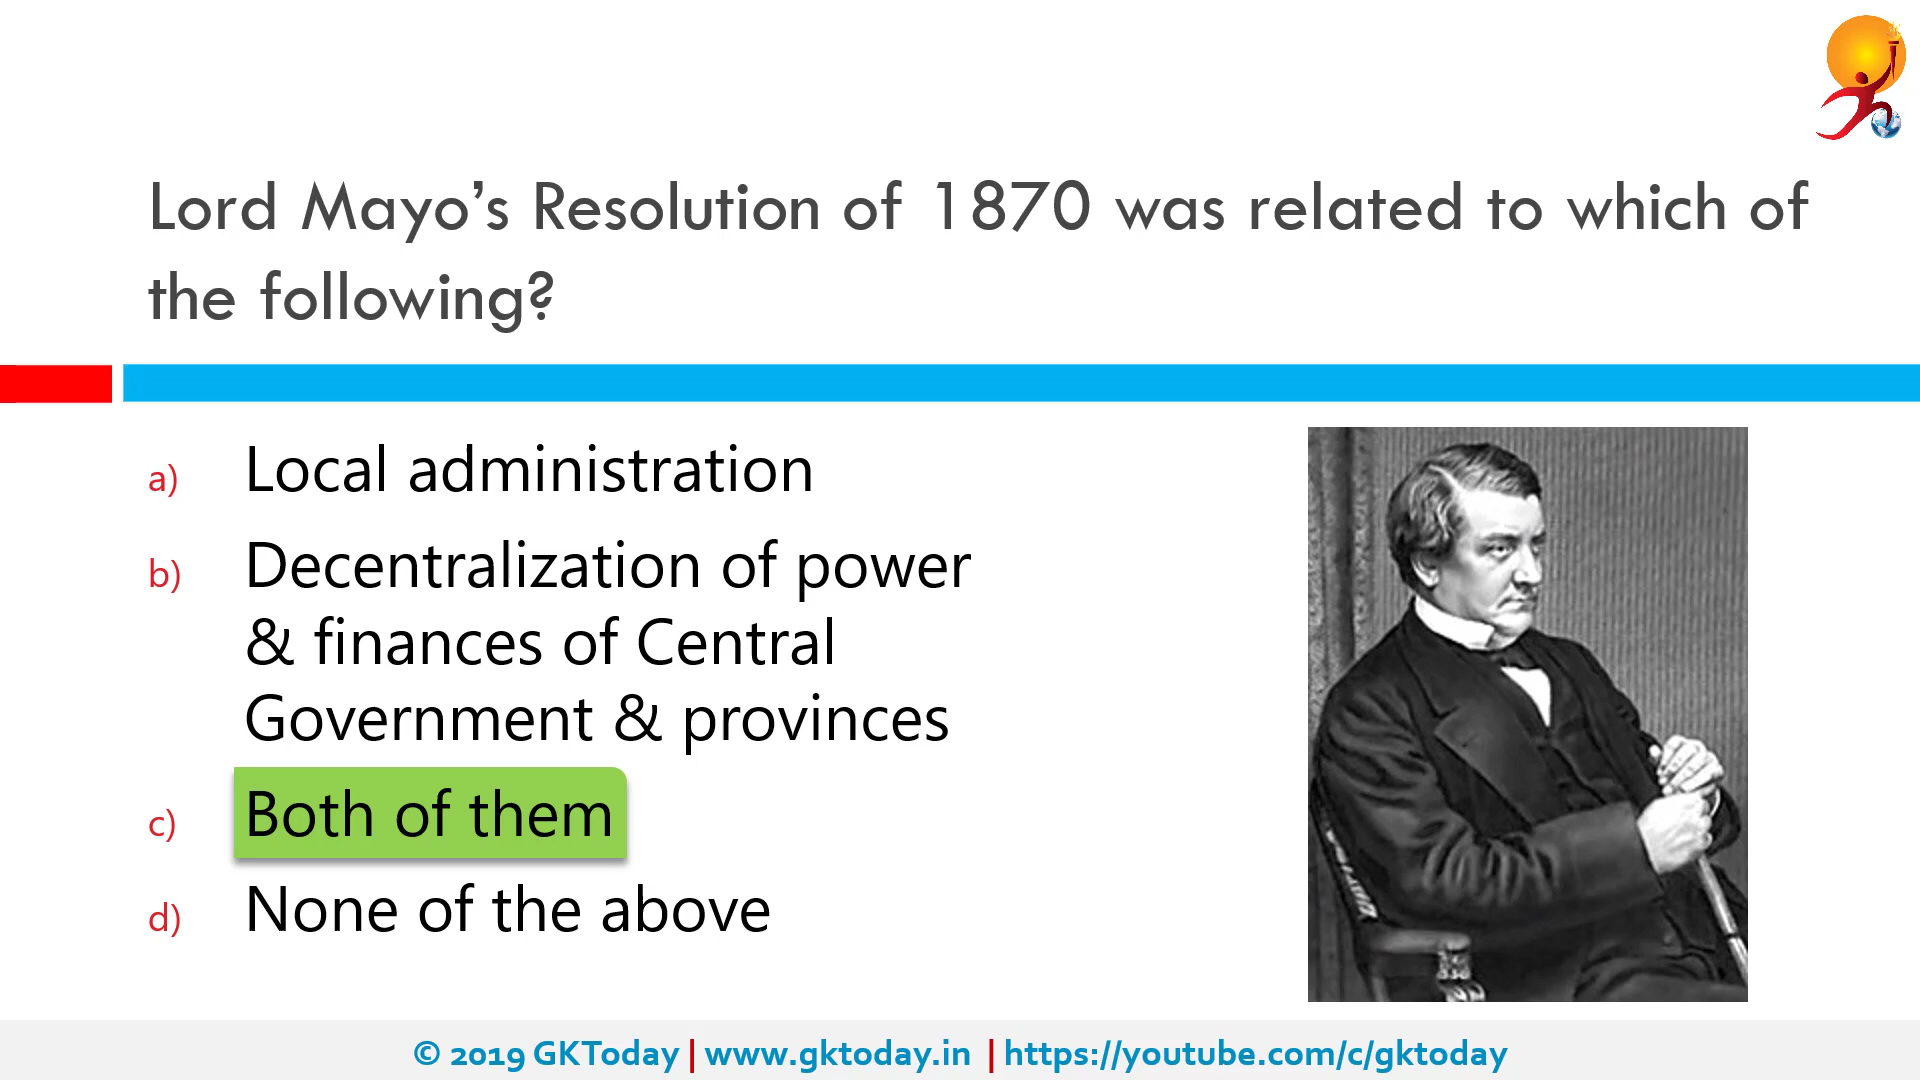 Lord Mayo’s Resolution of 1870 was related to which of
the following?
a) Local administration
b) Decentralization of power
& finances of Central
Government & provinces
c) Both of them
d) None of the above
© 2019 GKToday | www.gktoday.in | https://youtube.com/c/gktoday